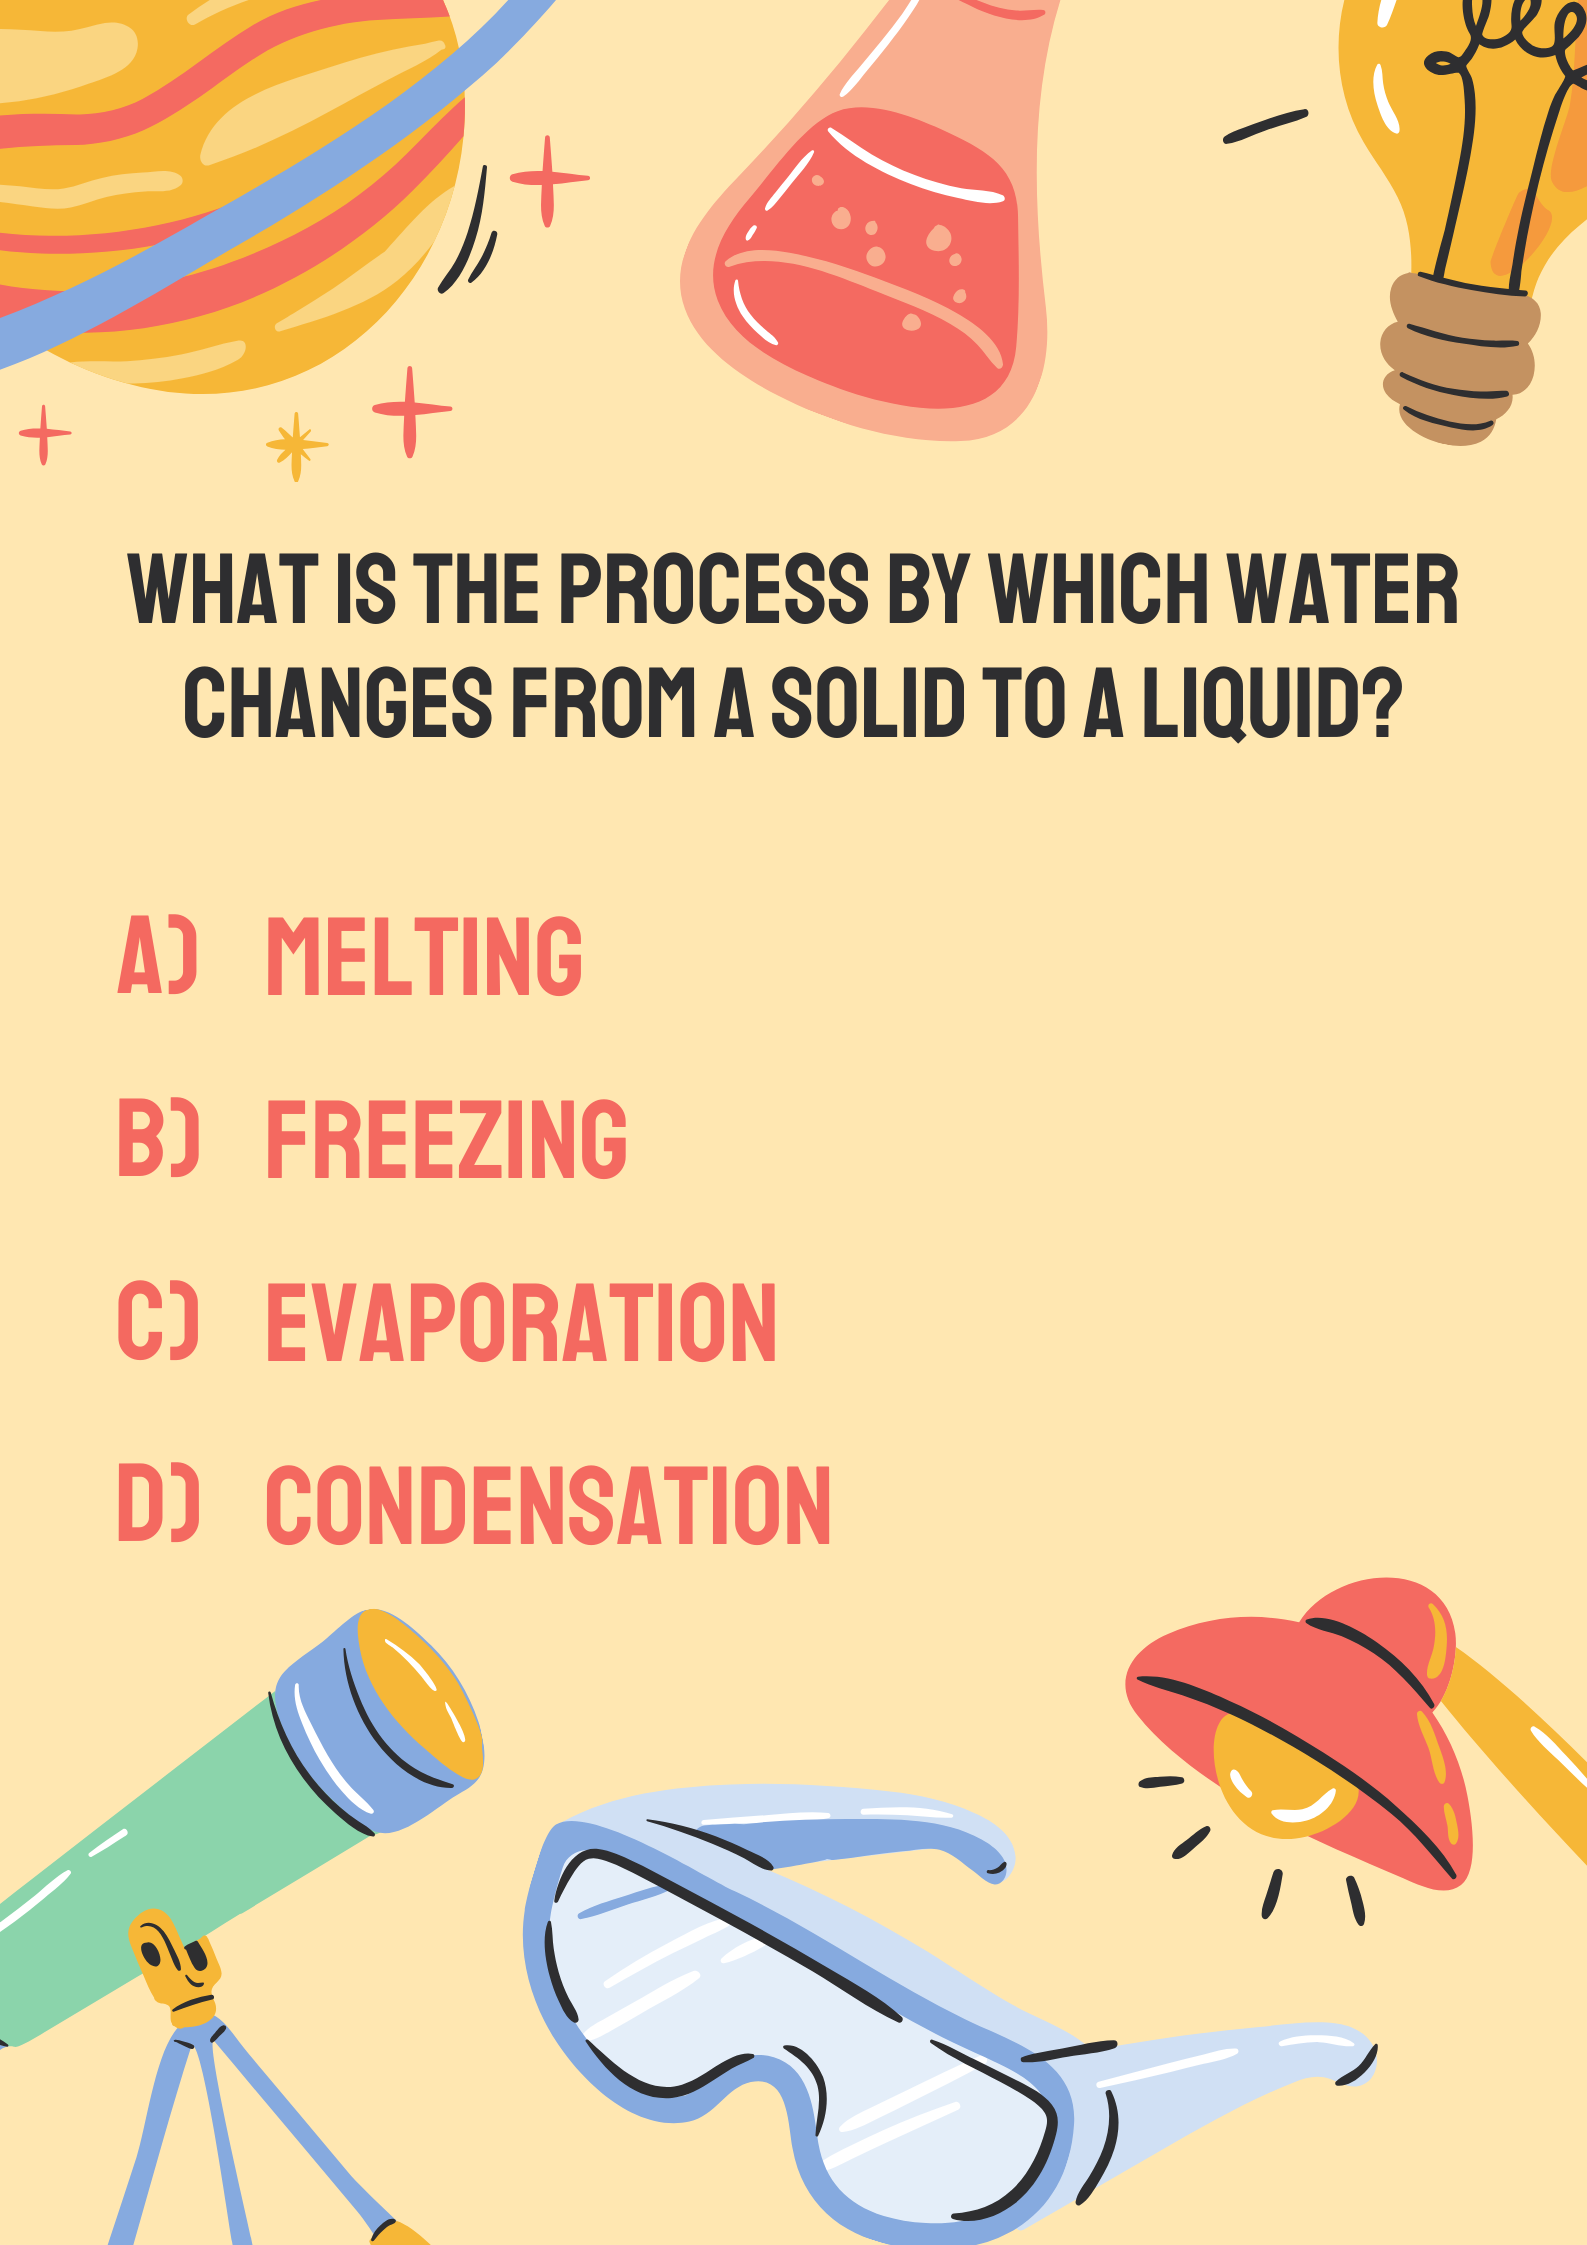 WHAT IS THE PROCESS BY WHICH WATER
CHANGES FROM A SOLID TO A LIQUID?
A) MELTING
B) FREEZING
C) EVAPORATION
D) CONDENSATION